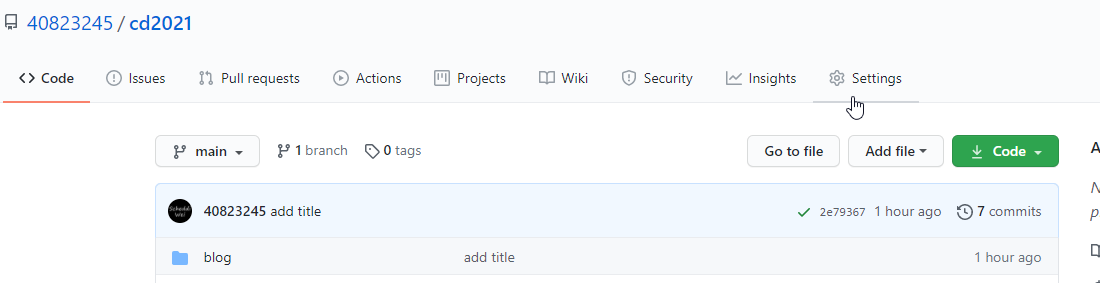 40823245 / cd2021
Code Issues Pull requests Actions Projects Wiki Security Insights Settings
main 1 branch 0 tags Go to file Add file Code
40823245 add title 2e79367 1 hour ago 7 commits
blog add title 1 hour ago